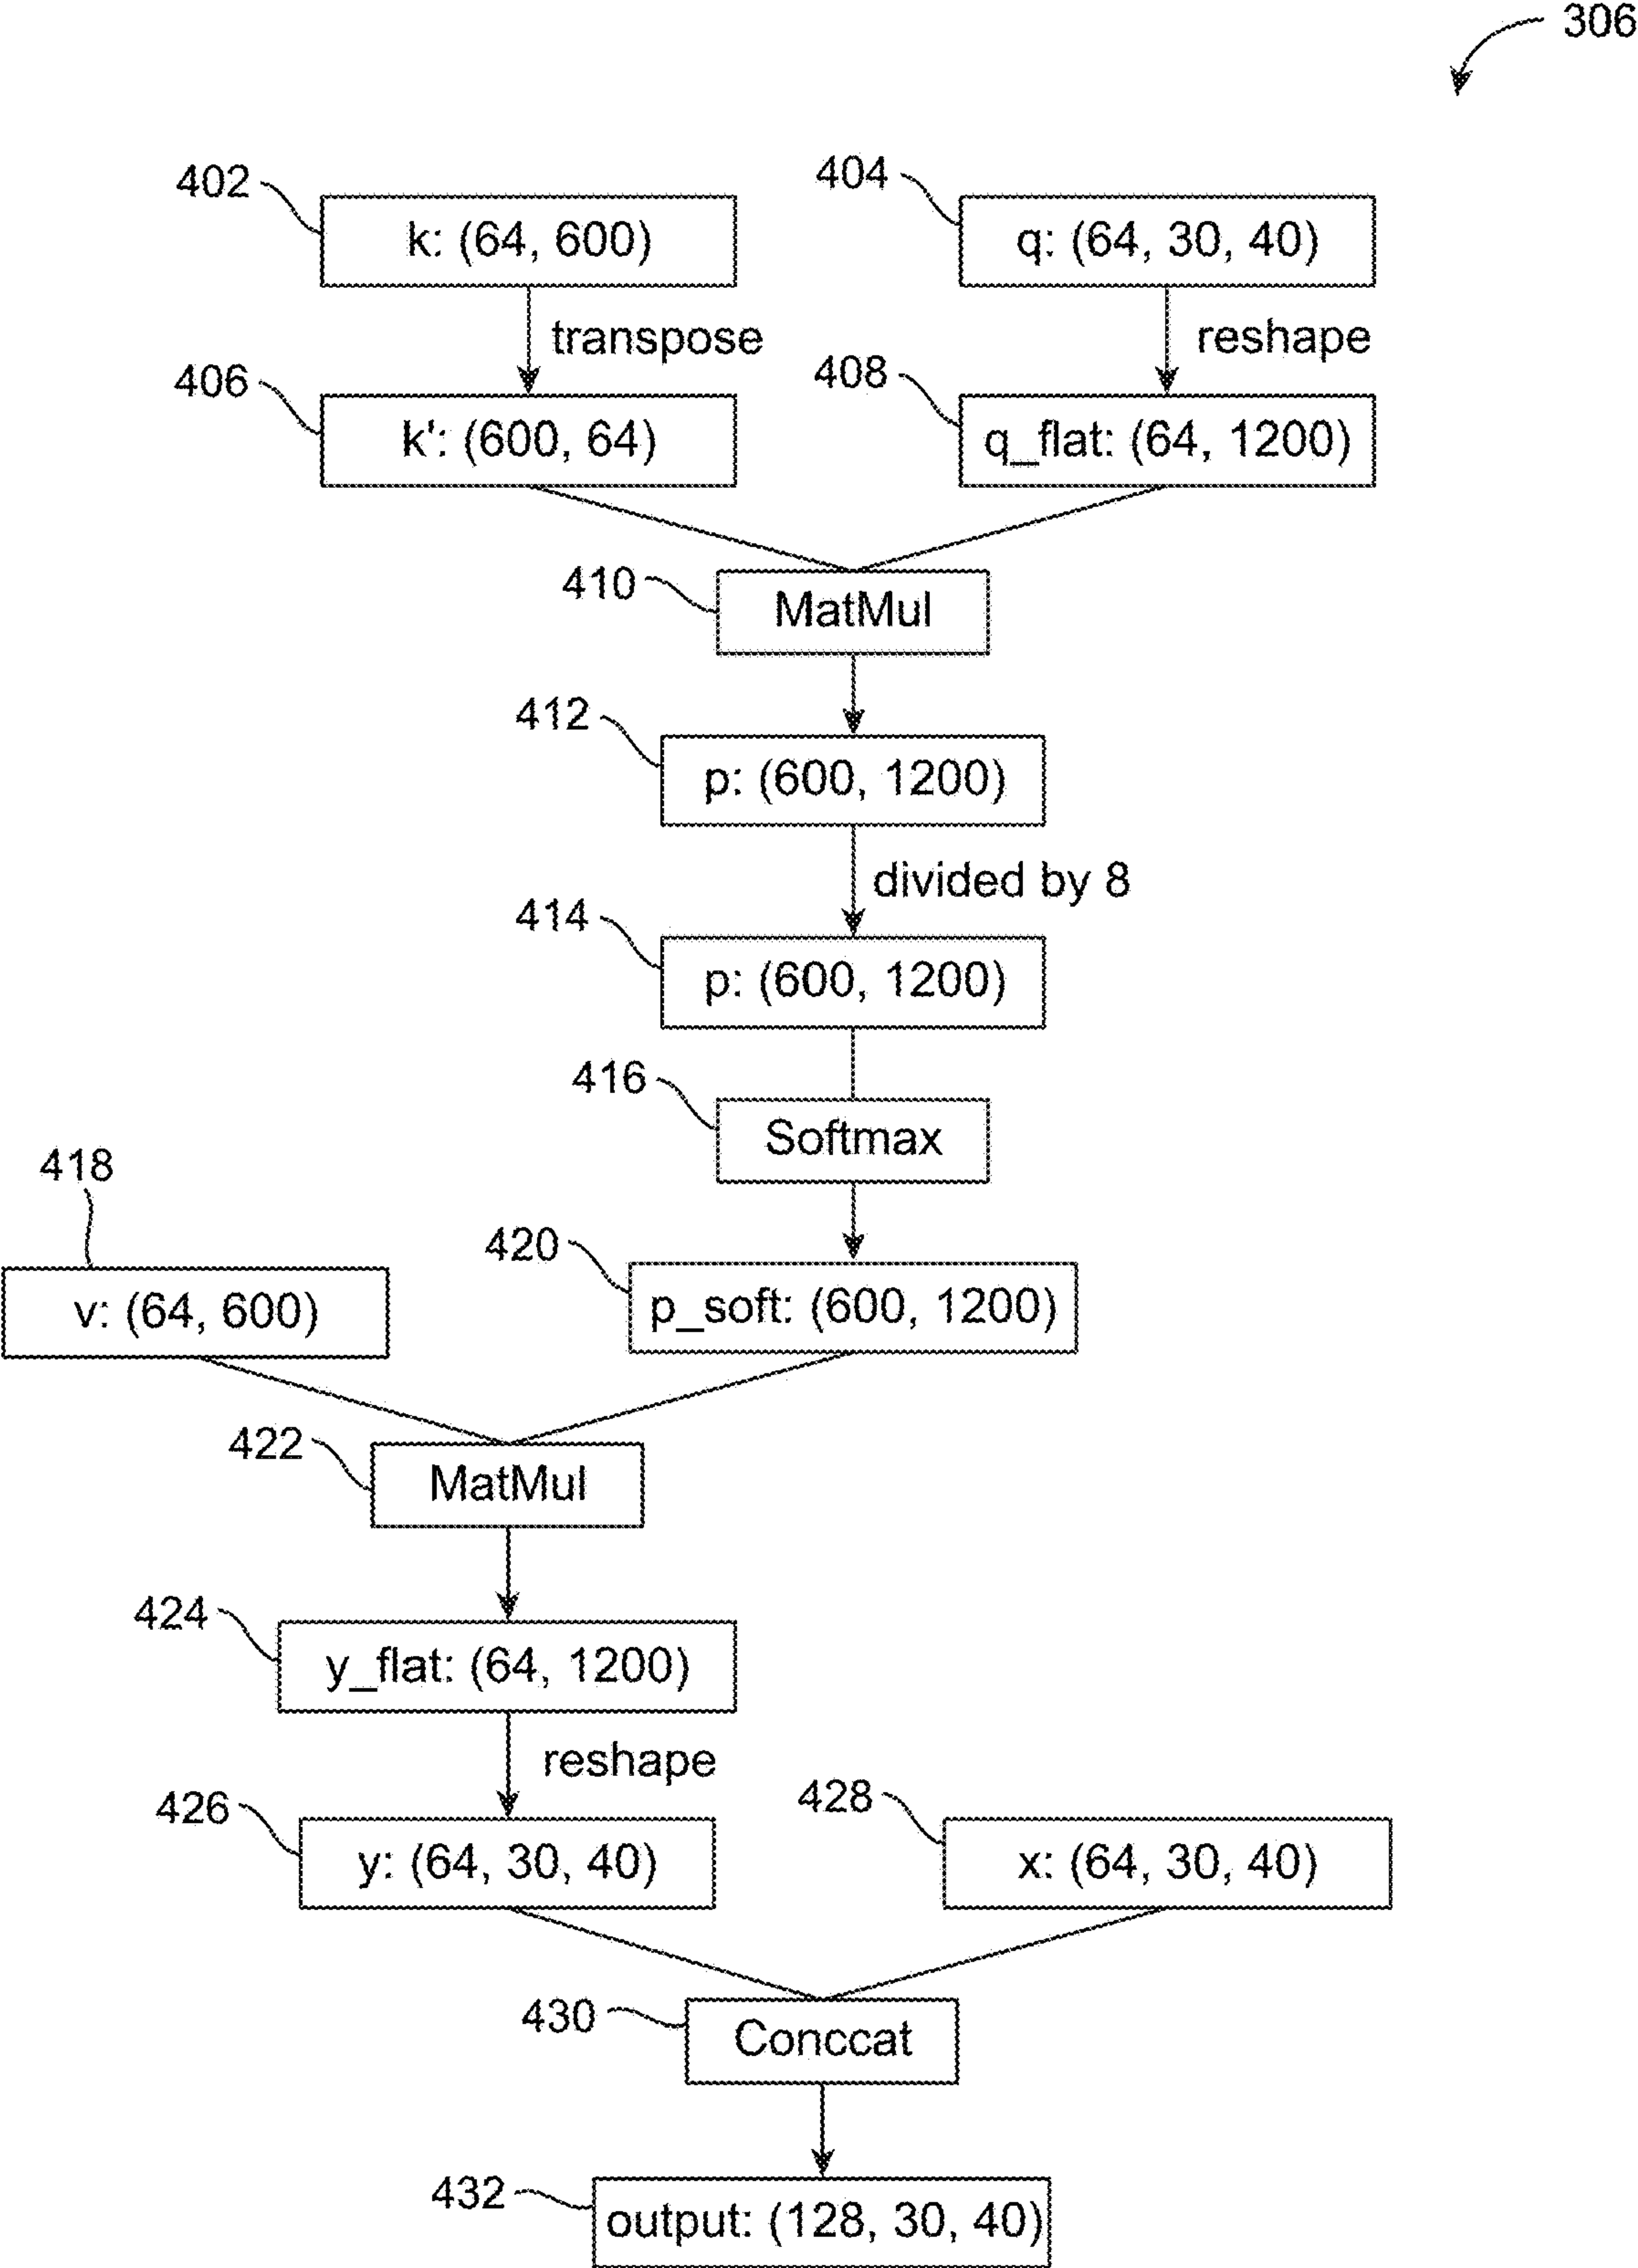 306
402
404
k: (64, 600)
q: (64, 30, 40)
transpose
reshape
406
408
k': (600, 64)
q_flat: (64, 1200)
410
MatMul
412
p: (600, 1200)
divided by 8
414
p: (600, 1200)
416
Softmax
418
420
v: (64, 600)
p_soft: (600, 1200)
422
MatMul
424
y_flat: (64, 1200)
reshape
426
428
y: (64, 30, 40)
x: (64, 30, 40)
430
Conccat
432
output: (128, 30, 40)